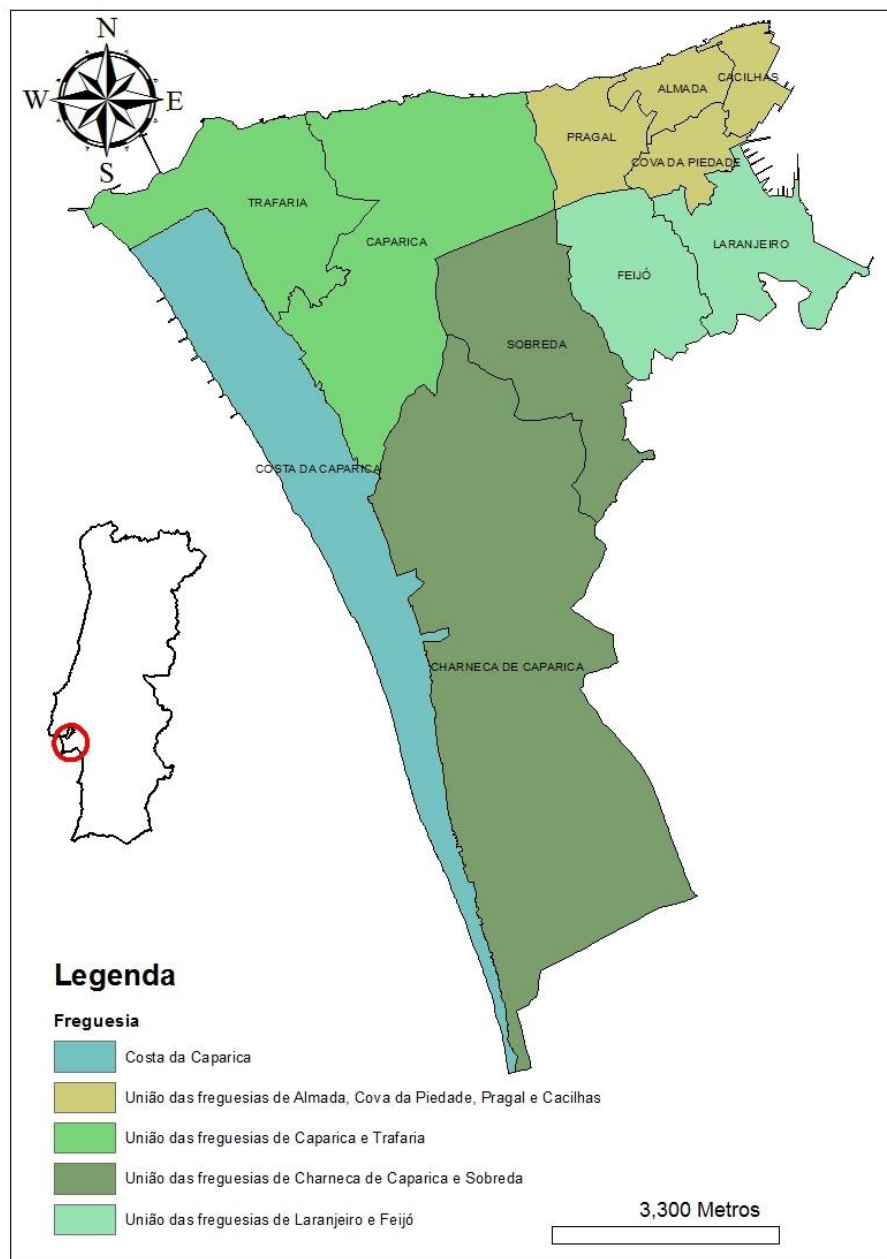 N
W E
S
CACILHAS
ALMADA
PRAGAL
COVA DA PIEDADE
TRAFARIA
CAPARICA
LARANJEIRO
FEIJÓ
SOBREDA
COSTA DA CAPARICA
CHARNECA DE CAPARICA
Legenda
Freguesia
Costa da Caparica
União das freguesias de Almada, Cova da Piedade, Pragal e Cacilhas
União das freguesias de Caparica e Trafaria
União das freguesias de Charneca de Caparica e Sobreda
União das freguesias de Laranjeiro e Feijó
3,300 Metros